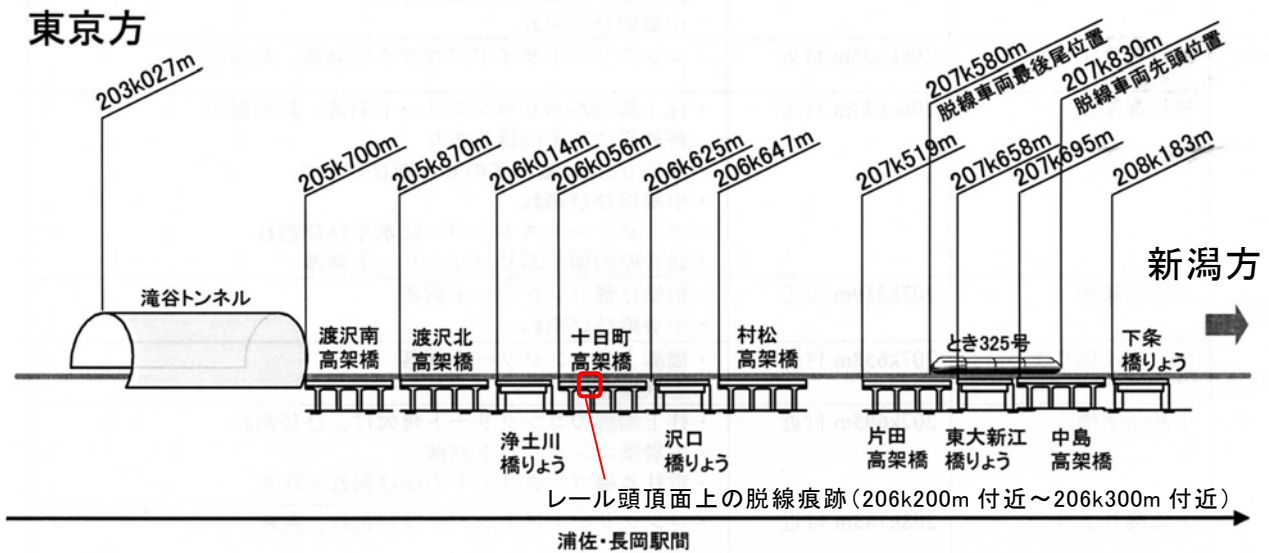 東京方
203k027m
205k700m
205k870m
206k014m
206k056m
206k625m
206k647m
207k519m
207k580m
脱線車両最後尾位置
207k658m
207k695m
207k830m
脱線車両先頭位置
208k183m
新潟方
滝谷トンネル
渡沢南
高架橋
渡沢北
高架橋
十日町
高架橋
村松
高架橋
とき325号
下条
橋りょう
浄土川
橋りょう
沢口
橋りょう
片田
高架橋
東大新江
橋りょう
中島
高架橋
レール頭頂面上の脱線痕跡(206k200m 付近~206k300m 付近)
浦佐・長岡駅間